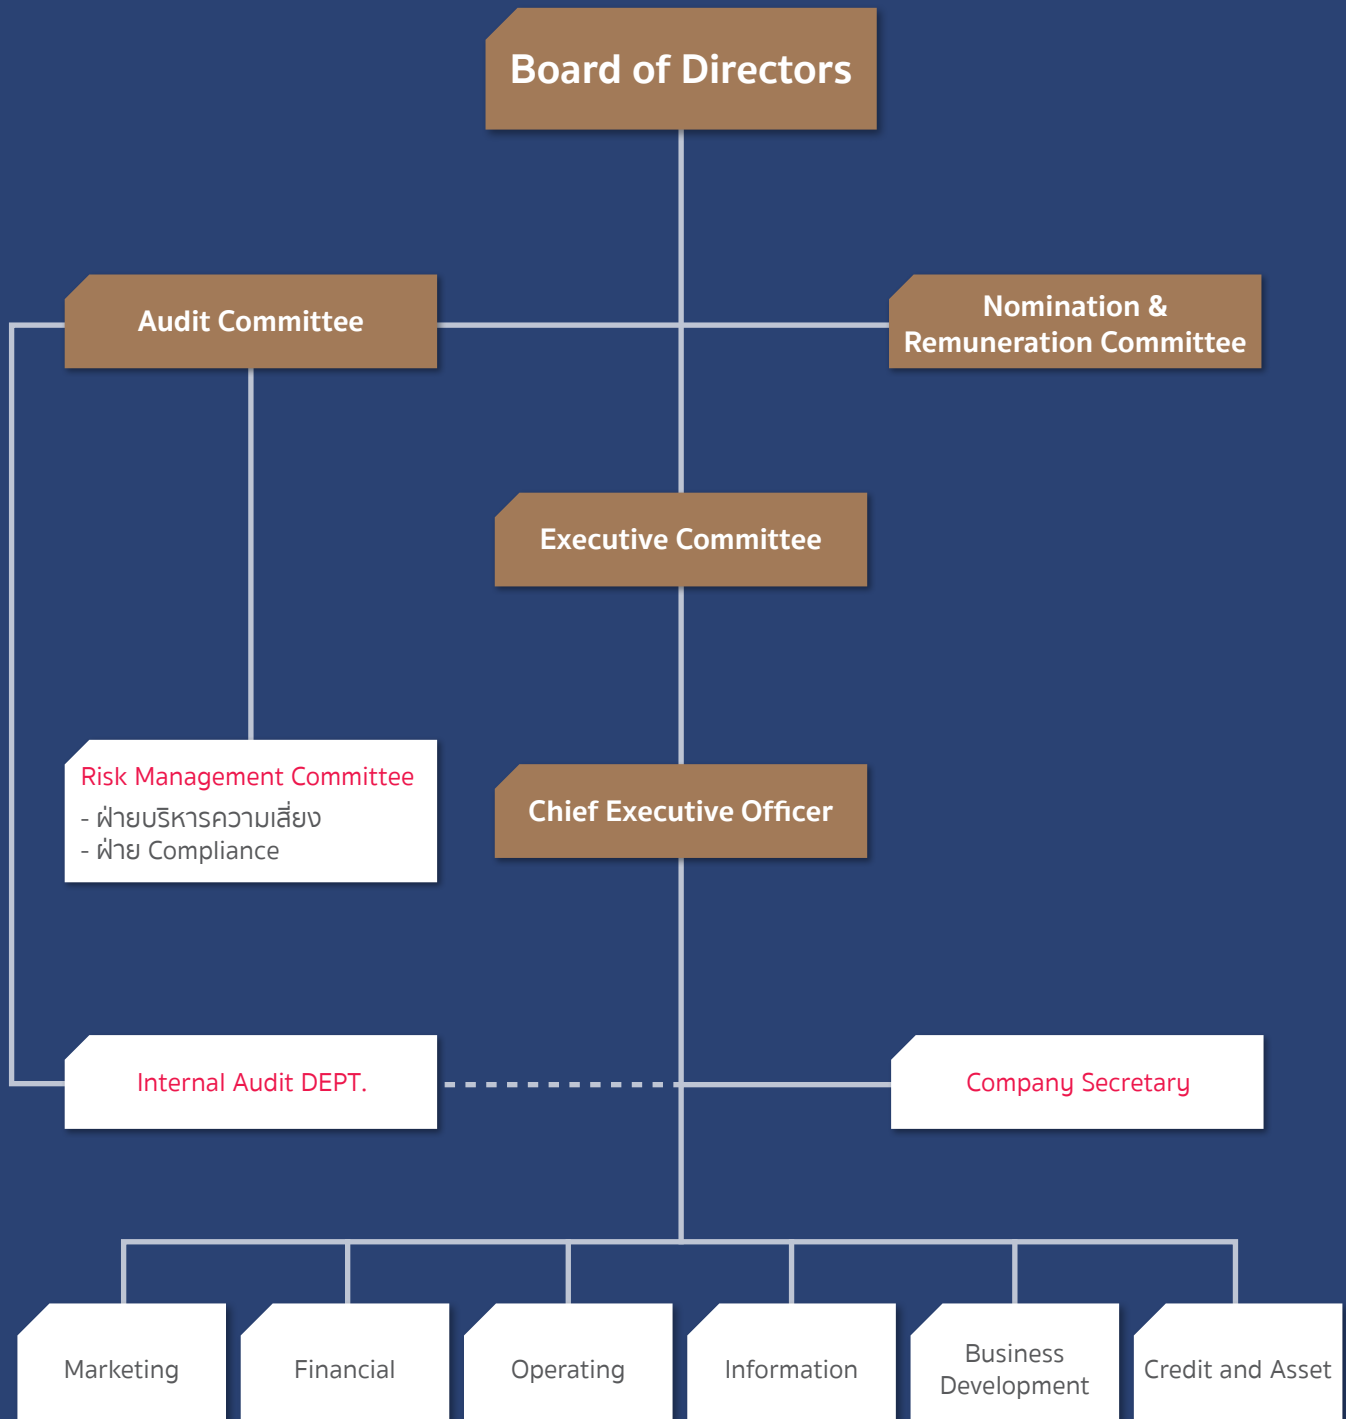 Board of Directors
Audit Committee
Nomination &
Remuneration Committee
Executive Committee
Risk Management Committee
- ฝ่ายบริหารความเสี่ยง
- ฝ่าย Compliance
Chief Executive Officer
Internal Audit DEPT.
Company Secretary
Marketing
Financial
Operating
Information
Business
Development
Credit and Asset